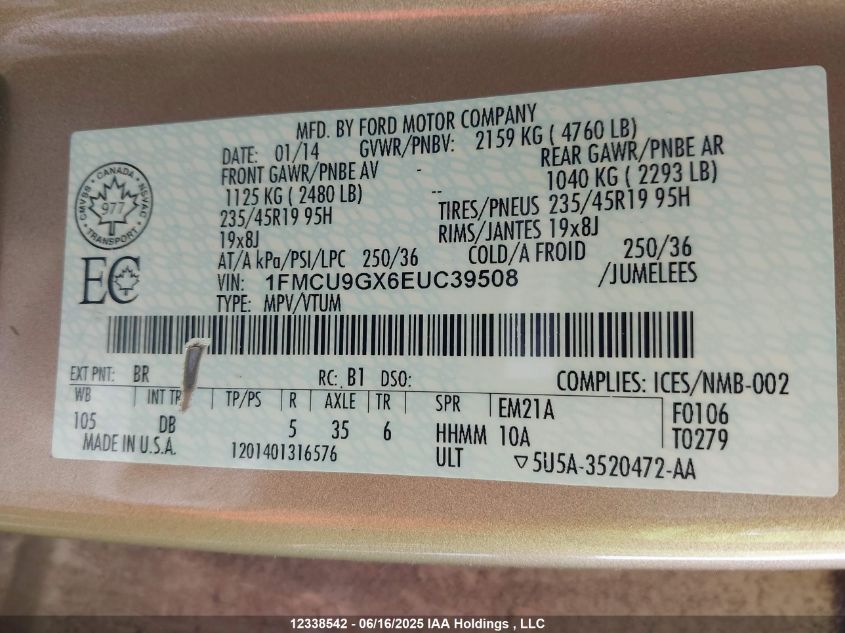 MFD. BY FORD MOTOR COMPANY
DATE: 01/14 GVWR/PNBV: 2159 KG ( 4760 LB)
FRONT GAWR/PNBE AV - REAR GAWR/PNBE AR
1125 KG ( 2480 LB) -- 1040 KG ( 2293 LB)
235/45R19 95H TIRES/PNEUS 235/45R19 95H
19x8J RIMS/JANTES 19x8J
AT/A kPa/PSI/LPC 250/36 COLD/A FROID 250/36
VIN: 1FMCU9GX6EUC39508 /JUMELEES
TYPE: MPV/VTUM
CANADA
CMVSS NSVAC
977
TRANSPORT
EC
EXT PNT: BR RC: B1 DSO: COMPLIES: ICES/NMB-002
WB INT TR TP/PS R AXLE TR SPR EM21A F0106
105 DB 5 35 6 HHMM 10A T0279
MADE IN U.S.A. 1201401316576 ULT ▽5U5A-3520472-AA
12338542 - 06/16/2025 IAA Holdings , LLC